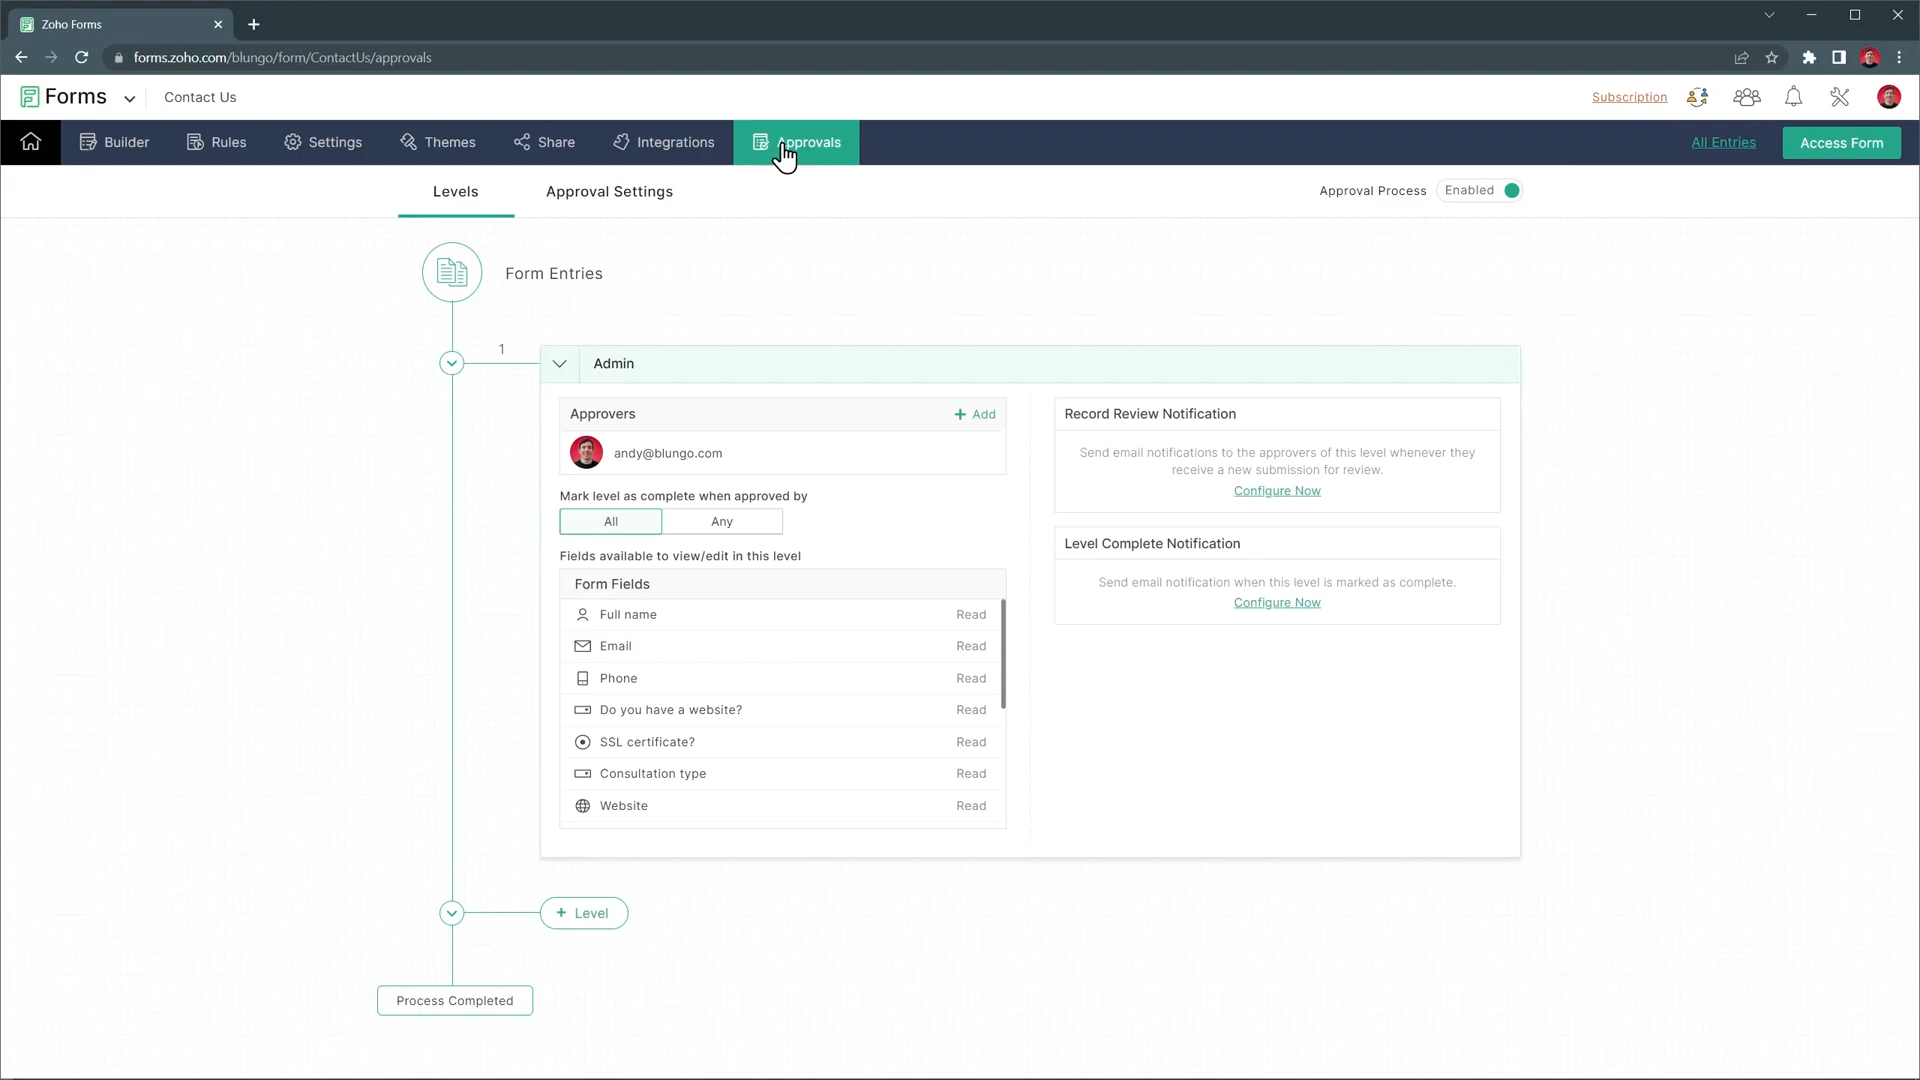 Zoho Forms
forms.zoho.com/blungo/form/ContactUs/approvals
Forms
Contact Us
Subscription
Builder
Rules
Settings
Themes
Share
Integrations
Approvals
All Entries
Access Form
Levels
Approval Settings
Approval Process
Enabled
Form Entries
1
Admin
Approvers
+ Add
andy@blungo.com
Mark level as complete when approved by
All
Any
Fields available to view/edit in this level
Form Fields
Full name Read
Email Read
Phone Read
Do you have a website? Read
SSL certificate? Read
Consultation type Read
Website Read
Record Review Notification
Send email notifications to the approvers of this level whenever they
receive a new submission for review.
Configure Now
Level Complete Notification
Send email notification when this level is marked as complete.
Configure Now
+ Level
Process Completed